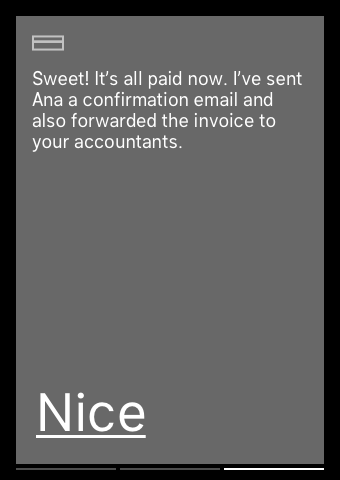 Sweet! It’s all paid now. I’ve sent
Ana a confirmation email and
also forwarded the invoice to
your accountants.
Nice